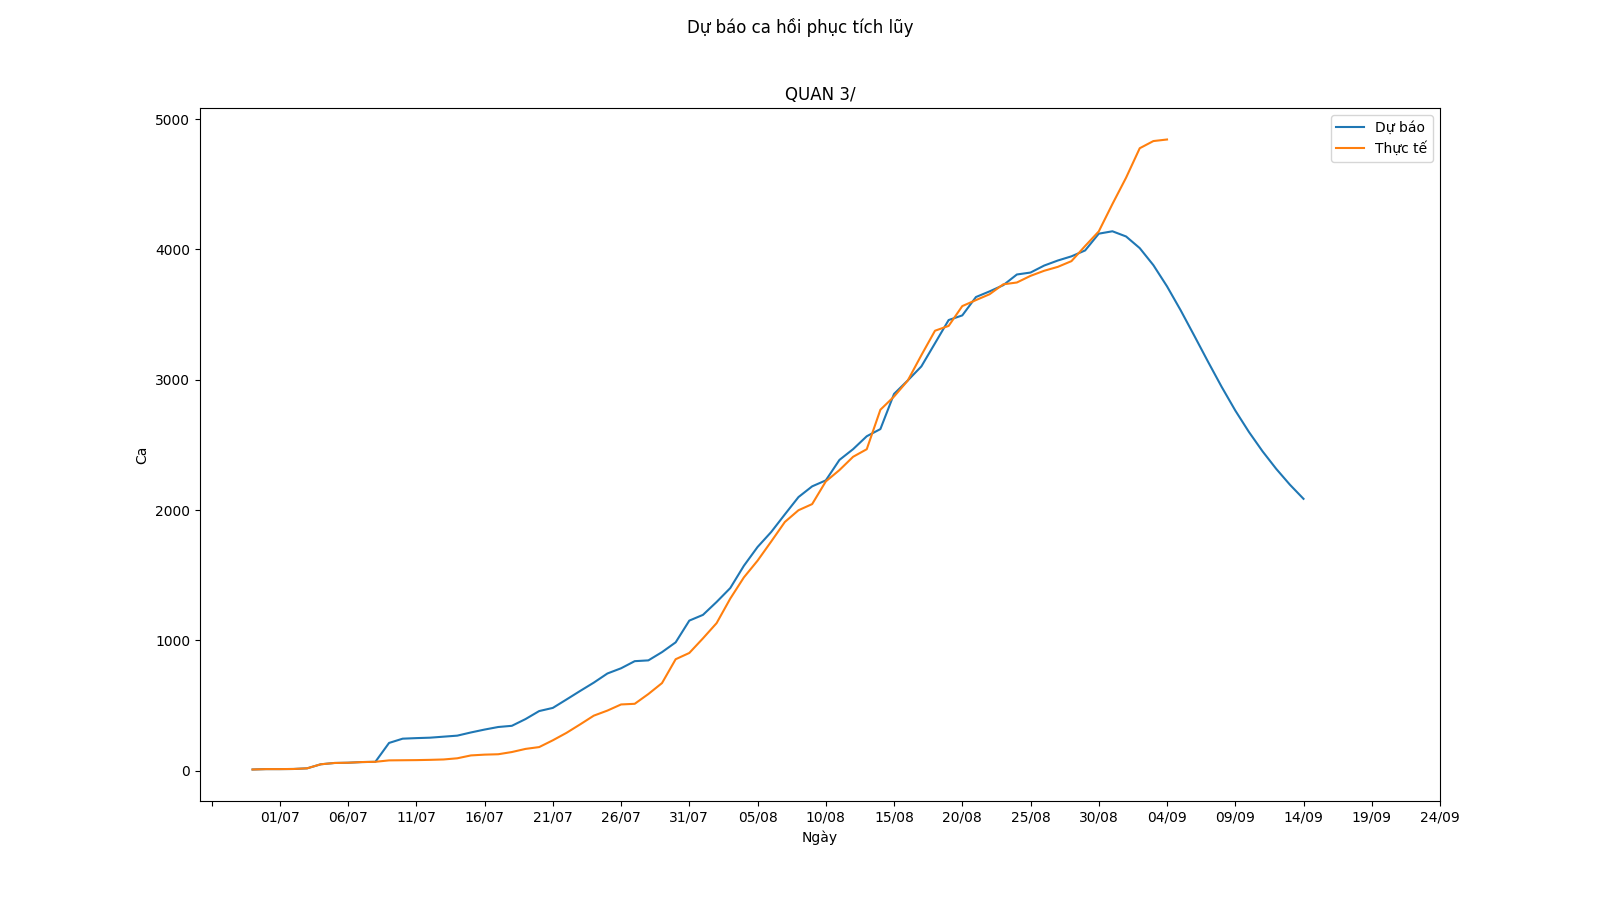 Dự báo ca hồi phục tích lũy
QUAN 3/
5000
4000
3000
2000
1000
0
Ca
Dự báo
Thực tế
01/07 06/07 11/07 16/07 21/07 26/07 31/07 05/08 10/08 15/08 20/08 25/08 30/08 04/09 09/09 14/09 19/09 24/09
Ngày